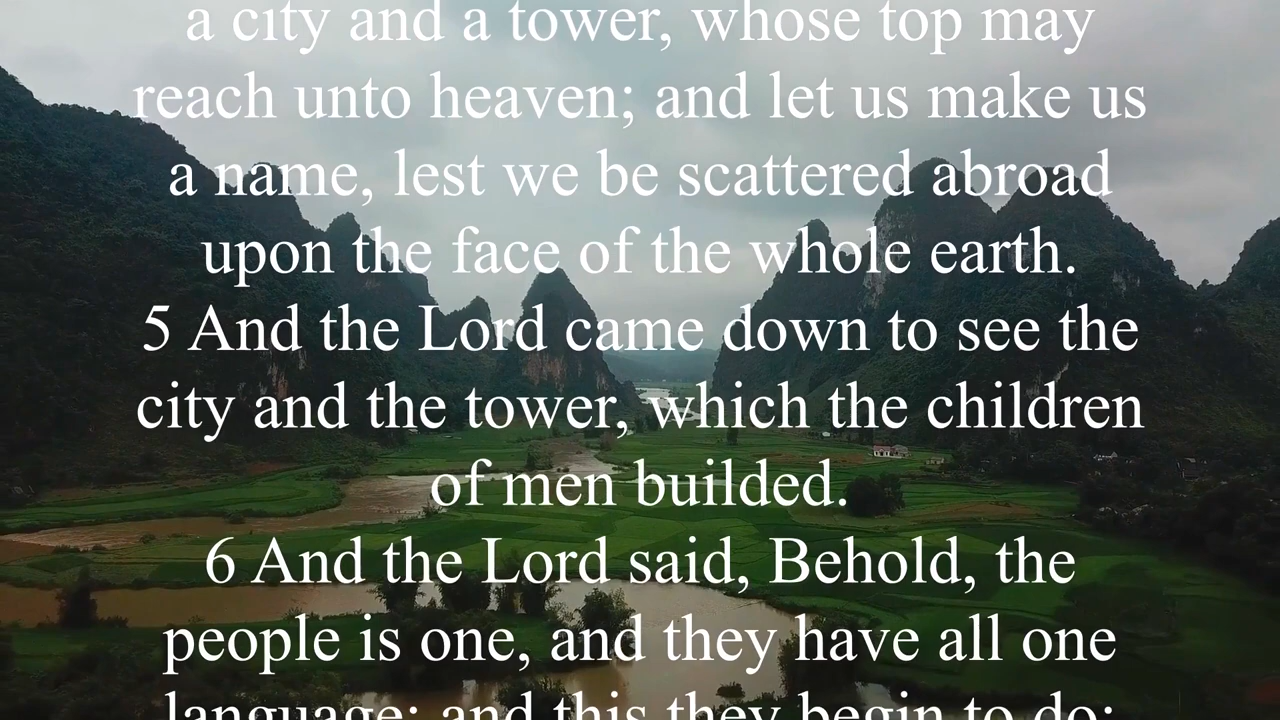 a city and a tower, whose top may
reach unto heaven; and let us make us
a name, lest we be scattered abroad
upon the face of the whole earth.
5 And the Lord came down to see the
city and the tower, which the children
of men builded.
6 And the Lord said, Behold, the
people is one, and they have all one
language; and this they begin to do: